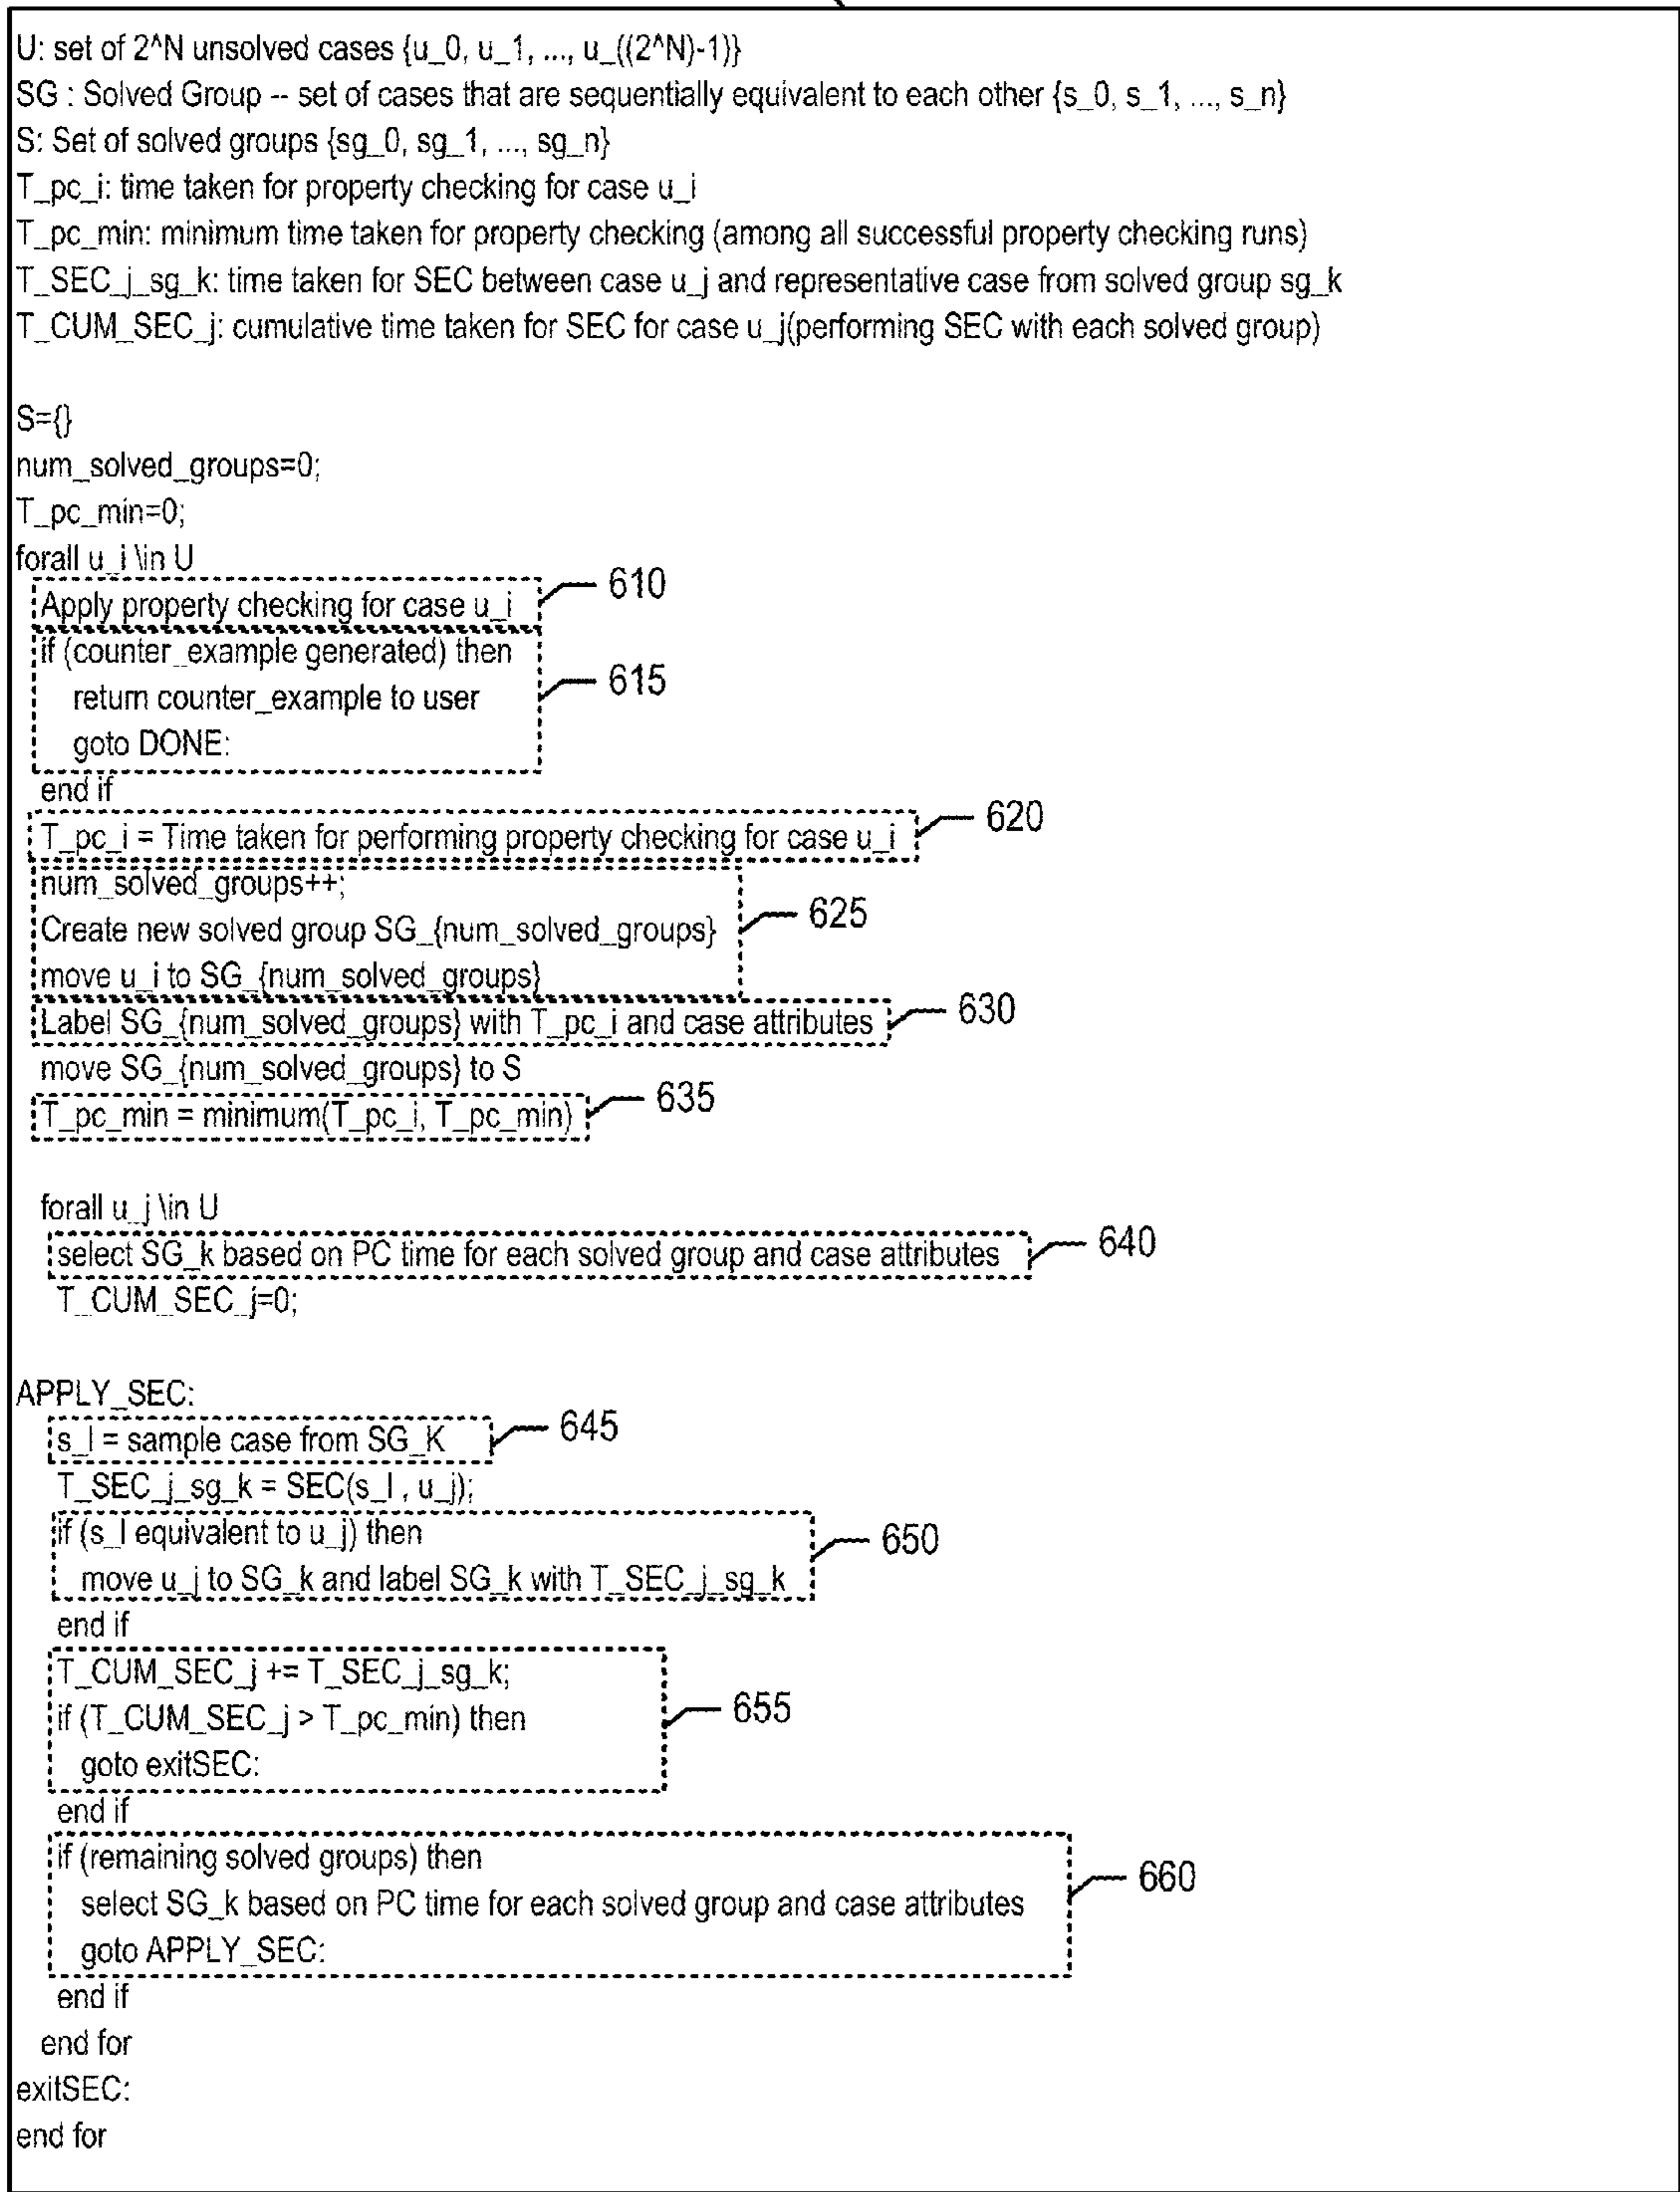 U: set of 2^N unsolved cases {u_0, u_1, ..., u_((2^N)-1)}
SG : Solved Group -- set of cases that are sequentially equivalent to each other {s_0, s_1, ..., s_n}
S: Set of solved groups {sg_0, sg_1, ..., sg_n}
T_pc_i: time taken for property checking for case u_i
T_pc_min: minimum time taken for property checking (among all successful property checking runs)
T_SEC_j_sg_k: time taken for SEC between case u_j and representative case from solved group sg_k
T_CUM_SEC_j: cumulative time taken for SEC for case u_j(performing SEC with each solved group)
S={}
num_solved_groups=0;
T_pc_min=0;
forall u_i \in U
Apply property checking for case u_i 610
if (counter_example generated) then
return counter_example to user 615
goto DONE:
end if
T_pc_i = Time taken for performing property checking for case u_i 620
num_solved_groups++;
Create new solved group SG_{num_solved_groups} 625
move u_i to SG_{num_solved_groups}
Label SG_{num_solved_groups} with T_pc_i and case attributes 630
move SG_{num_solved_groups} to S
T_pc_min = minimum(T_pc_i, T_pc_min) 635
forall u_j \in U
select SG_k based on PC time for each solved group and case attributes 640
T_CUM_SEC_j=0;
APPLY_SEC:
s_l = sample case from SG_K 645
T_SEC_j_sg_k = SEC(s_l , u_j);
if (s_l equivalent to u_j) then 650
move u_j to SG_k and label SG_k with T_SEC_j_sg_k
end if
T_CUM_SEC_j += T_SEC_j_sg_k;
if (T_CUM_SEC_j > T_pc_min) then 655
goto exitSEC:
end if
if (remaining solved groups) then
select SG_k based on PC time for each solved group and case attributes 660
goto APPLY_SEC:
end if
end for
exitSEC:
end for